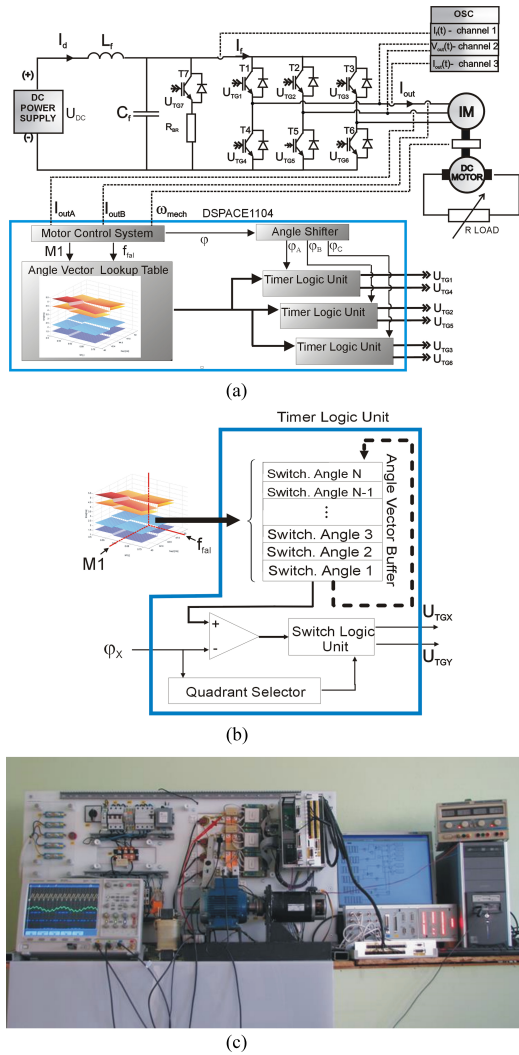 OSC
I_f(t) - channel 1
V_out(t) - channel 2
I_out(t) - channel 3
I_d
L_f
I_f
(+)
DC POWER SUPPLY
(-)
U_DC
C_f
T7
U_TG7
R_BR
T1
U_TG1
T2
U_TG2
T3
U_TG3
T4
U_TG4
T5
U_TG5
T6
U_TG6
I_out
IM
DC MOTOR
R LOAD
I_outA
I_outB
ω_mech
DSPACE1104
Motor Control System
φ
Angle Shifter
M1
f_fal
φ_A
φ_B
φ_C
Angle Vector Lookup Table
Timer Logic Unit
U_TG1
U_TG4
Timer Logic Unit
U_TG2
U_TG5
Timer Logic Unit
U_TG3
U_TG6
(a)
Timer Logic Unit
Switch. Angle N
Switch. Angle N-1
⋮
Switch. Angle 3
Switch. Angle 2
Switch. Angle 1
Angle Vector Buffer
M1
f_fal
+
-
φ_X
Switch Logic Unit
U_TGX
U_TGY
Quadrant Selector
(b)
(c)